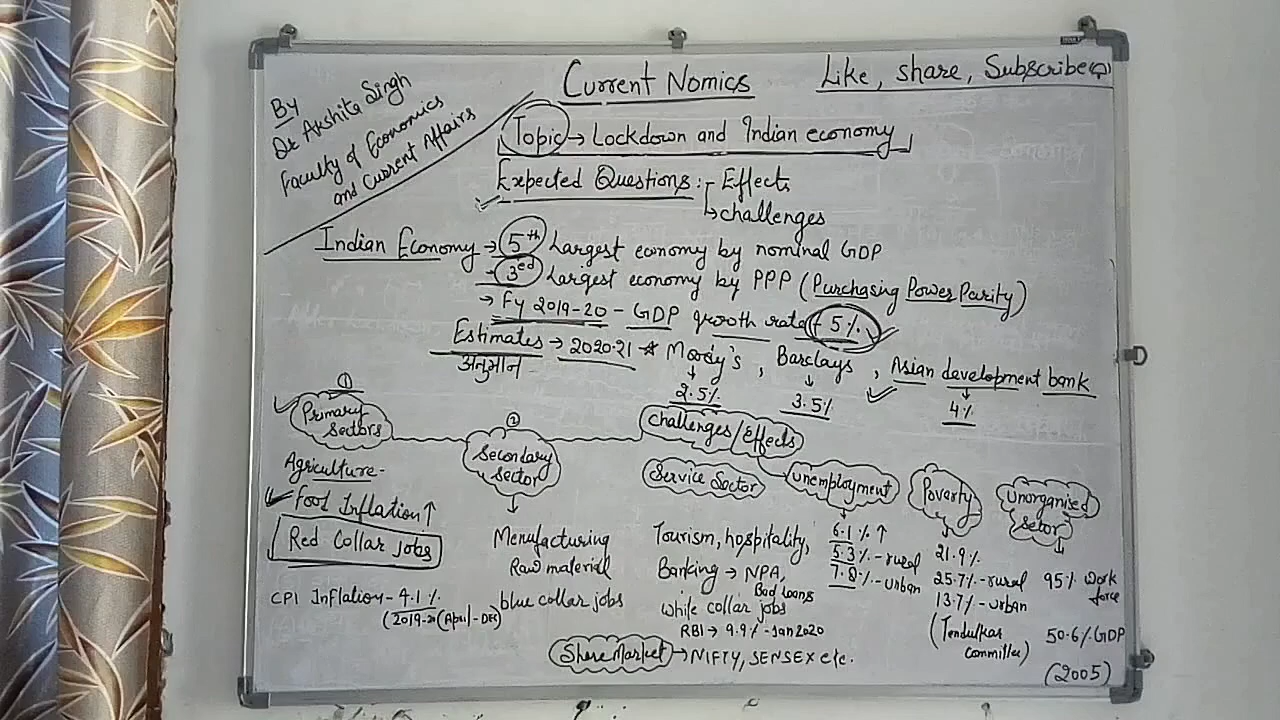 Current Nomics
Like, share, Subscribe
By
Dr Akshita Singh
Faculty of Economics
and Current Affairs
Topic → Lockdown and Indian economy
Expected Questions:
Effects
↳ challenges
Indian Economy → 5th Largest economy by nominal GDP
→ 3rd Largest economy by PPP (Purchasing Power Parity)
→ Fy 2019-20 - GDP growth rate - 5%.
Estimates → 2020-21 * Moody's, Barclays, Asian development bank
अनुमान
2.5%
3.5%
4%
Challenges/Effects
① Primary Sectors
Agriculture-
Food Inflation ↑
Red Collar jobs
CPI Inflation - 4.1%
(2019-20 (April - DEC)
② Secondary Sector
Manufacturing
Raw material
blue collar jobs
Service Sector
Tourism, hospitality,
Banking → NPA,
Bad loans
while collar jobs
RBI → 9.9% - Jan 2020
Share Market → NIFTY, SENSEX etc.
unemployment
6.1% ↑
5.3% - rural
7.8% - urban
Poverty
21.9%
25.7% - rural
13.7% - urban
(Tendulkar
committee)
unorganised
Setor
95% work
force
50.6% GDP
(2005)